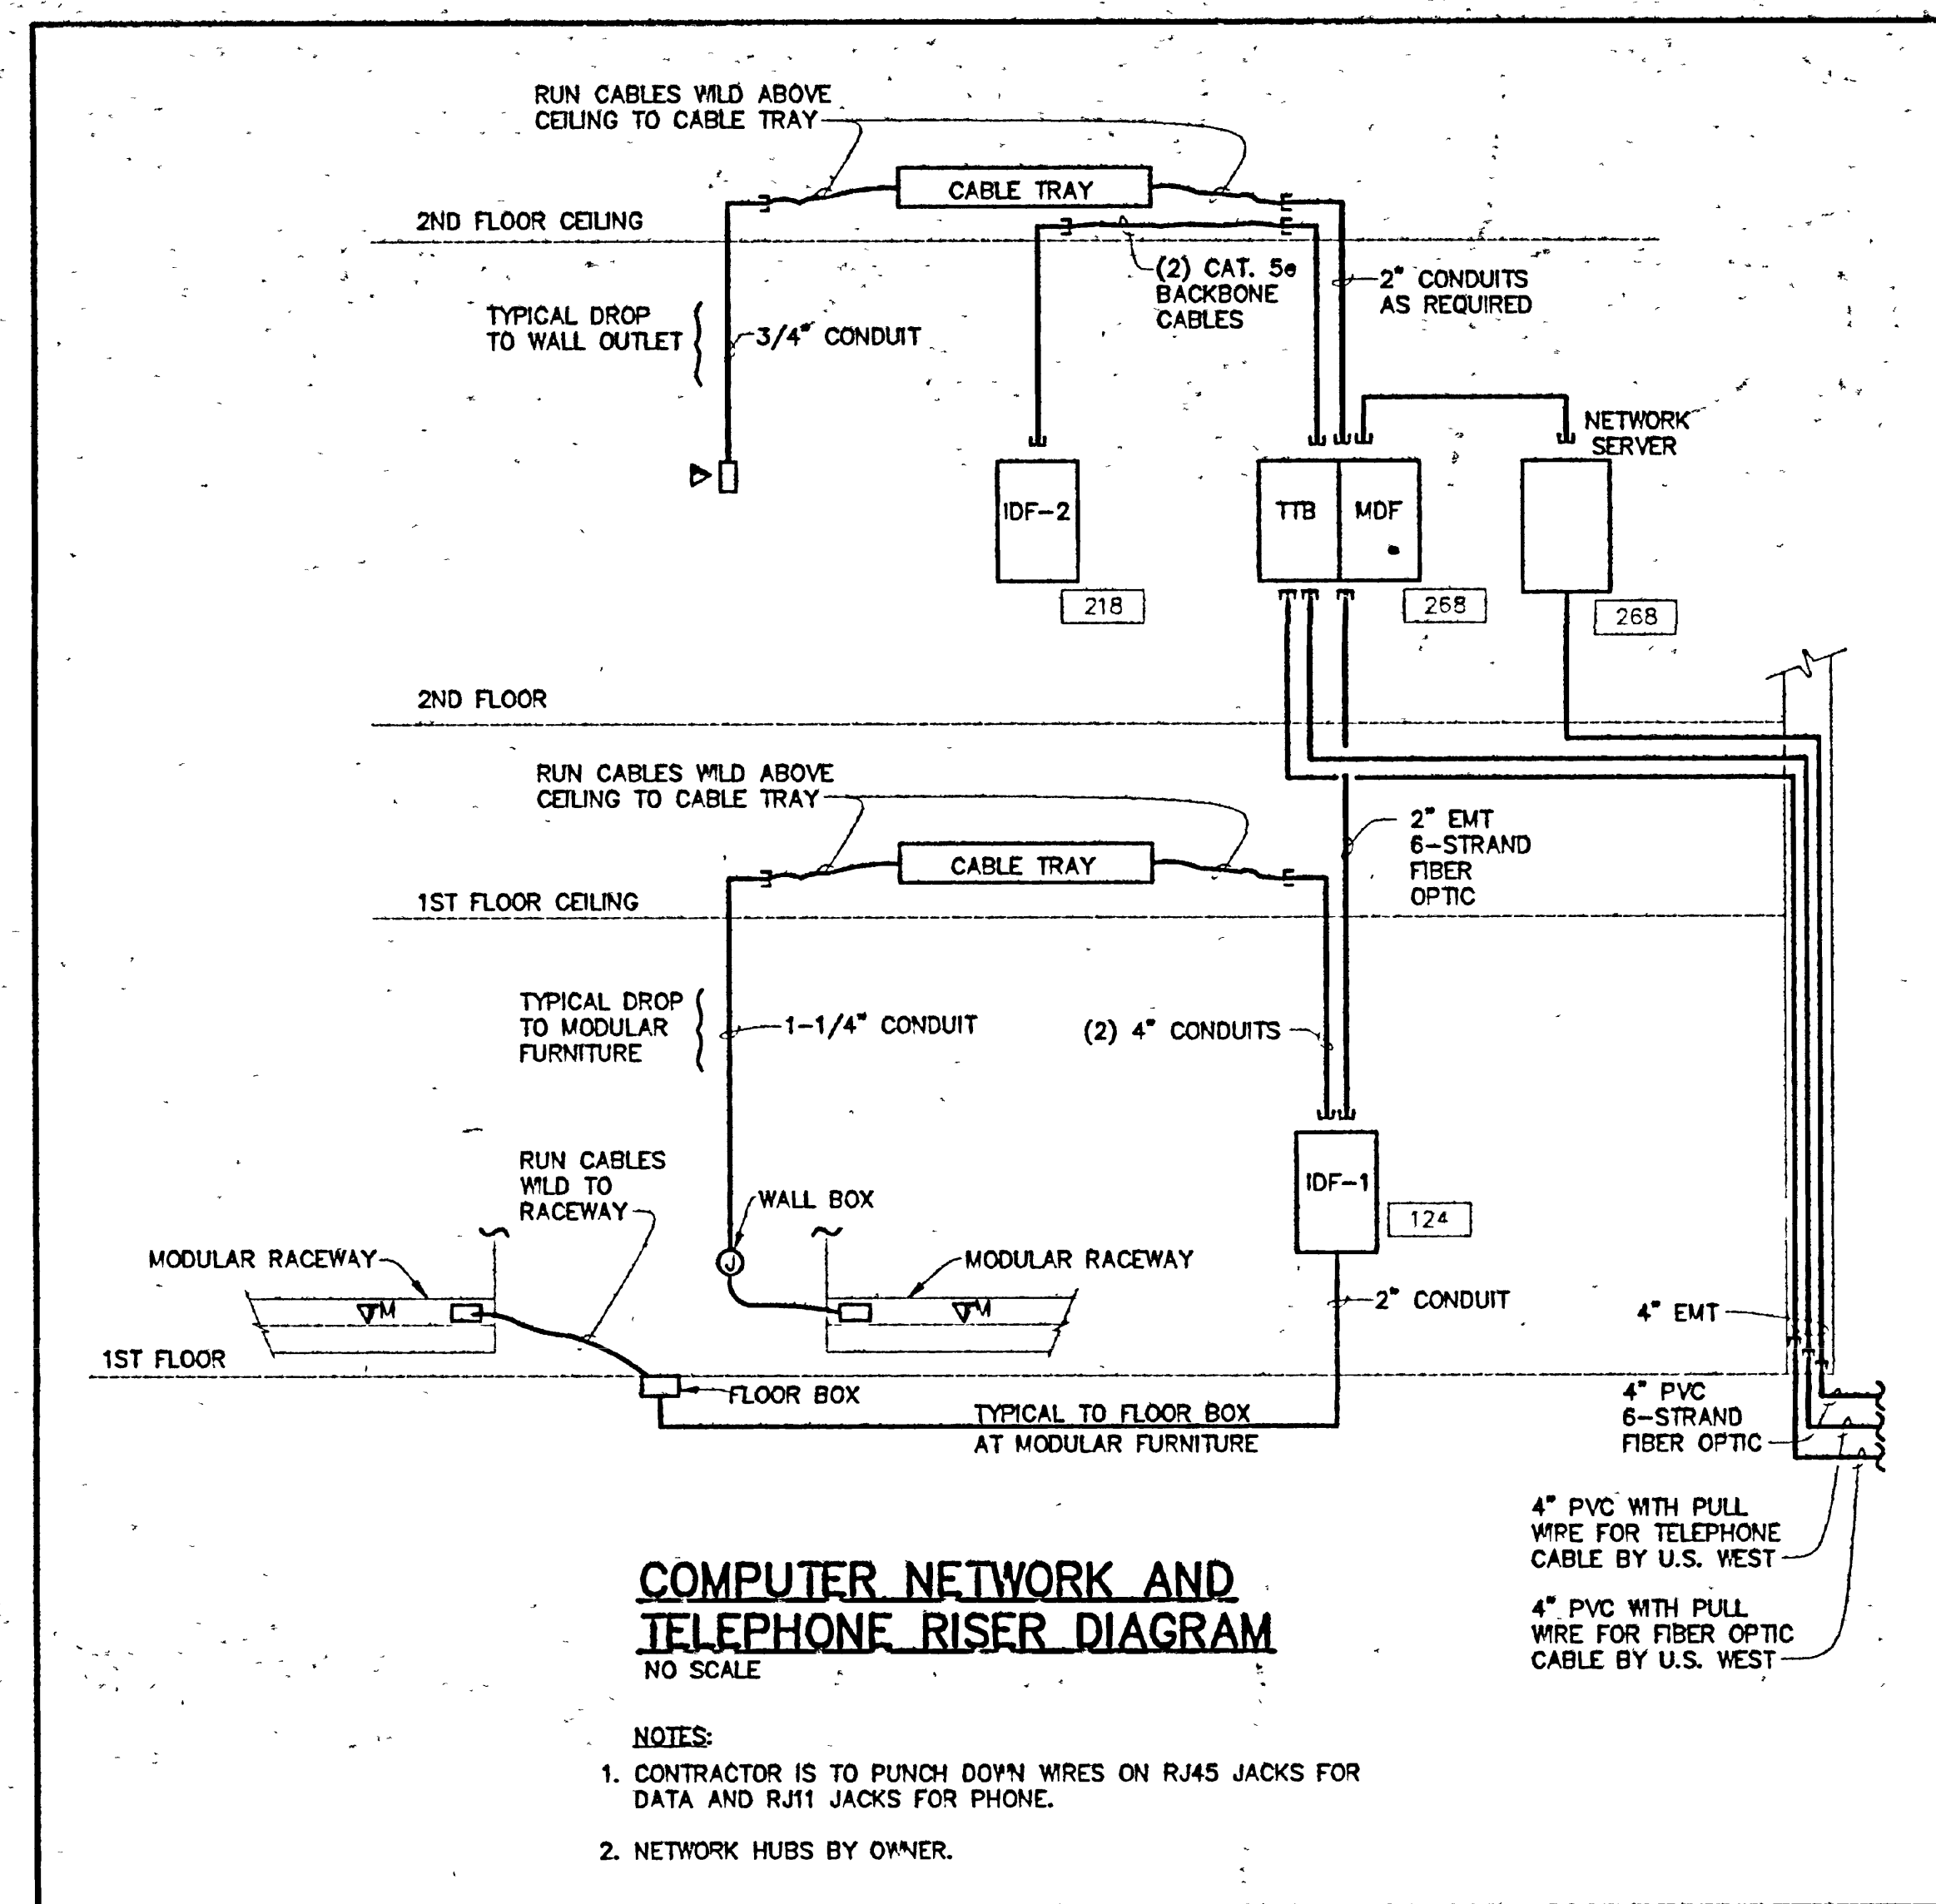 RUN CABLES WILD ABOVE
CEILING TO CABLE TRAY
CABLE TRAY
2ND FLOOR CEILING
(2) CAT. 5e
BACKBONE
CABLES
2" CONDUITS
AS REQUIRED
TYPICAL DROP
TO WALL OUTLET
3/4" CONDUIT
NETWORK
SERVER
IDF-2
TTB
MDF
218
268
268
2ND FLOOR
RUN CABLES WILD ABOVE
CEILING TO CABLE TRAY
2" EMT
6-STRAND
FIBER
OPTIC
CABLE TRAY
1ST FLOOR CEILING
TYPICAL DROP
TO MODULAR
FURNITURE
1-1/4" CONDUIT
(2) 4" CONDUITS
RUN CABLES
WILD TO
RACEWAY
WALL BOX
IDF-1
124
J
MODULAR RACEWAY
MODULAR RACEWAY
M
M
2" CONDUIT
4" EMT
1ST FLOOR
FLOOR BOX
TYPICAL TO FLOOR BOX
AT MODULAR FURNITURE
4" PVC
6-STRAND
FIBER OPTIC
4" PVC WITH PULL
WIRE FOR TELEPHONE
CABLE BY U.S. WEST
4" PVC WITH PULL
WIRE FOR FIBER OPTIC
CABLE BY U.S. WEST
COMPUTER NETWORK AND
TELEPHONE RISER DIAGRAM
NO SCALE
NOTES:
1. CONTRACTOR IS TO PUNCH DOWN WIRES ON RJ45 JACKS FOR
DATA AND RJ11 JACKS FOR PHONE.
2. NETWORK HUBS BY OWNER.